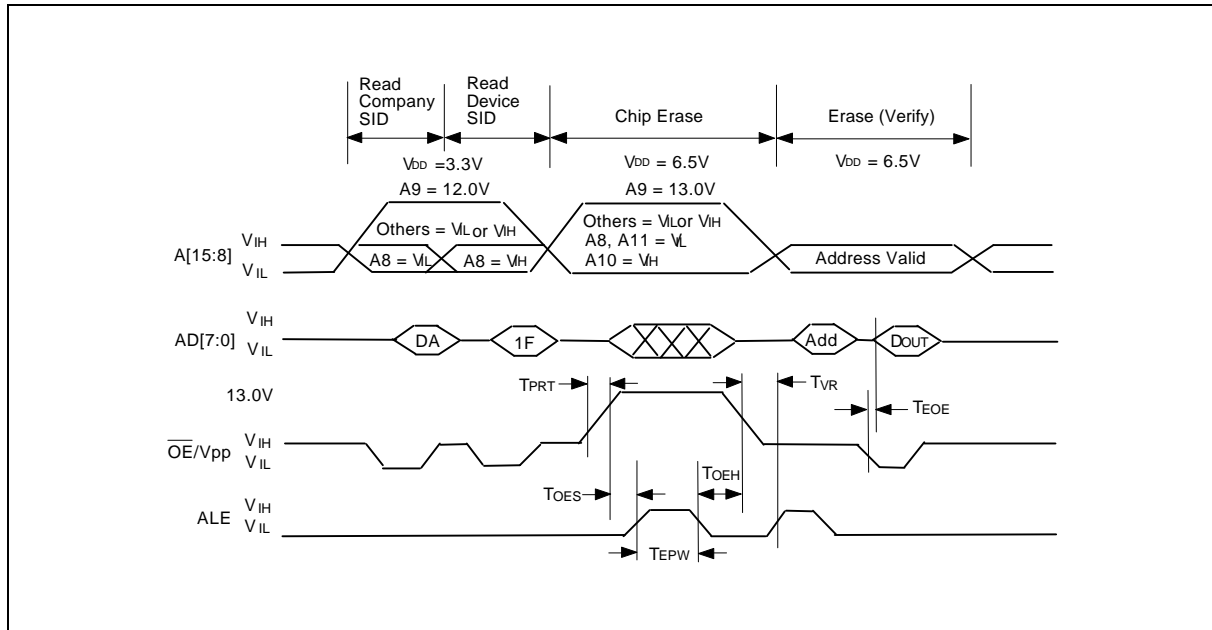 Read
Company
SID
Read
Device
SID
Chip Erase
Erase (Verify)
VDD =3.3V
VDD = 6.5V
VDD = 6.5V
A9 = 12.0V
A9 = 13.0V
Others = VIL or VIH
Others = VIL or VIH
A8, A11 = VIL
A10 = VIH
A[15:8]
VIH
VIL
A8 = VIL
A8 = VIH
Address Valid
AD[7:0]
VIH
VIL
DA
1F
Add
DOUT
TPRT
TVR
13.0V
TEOE
OE/Vpp
VIH
VIL
TOES
TOEH
ALE
VIH
VIL
TEPW